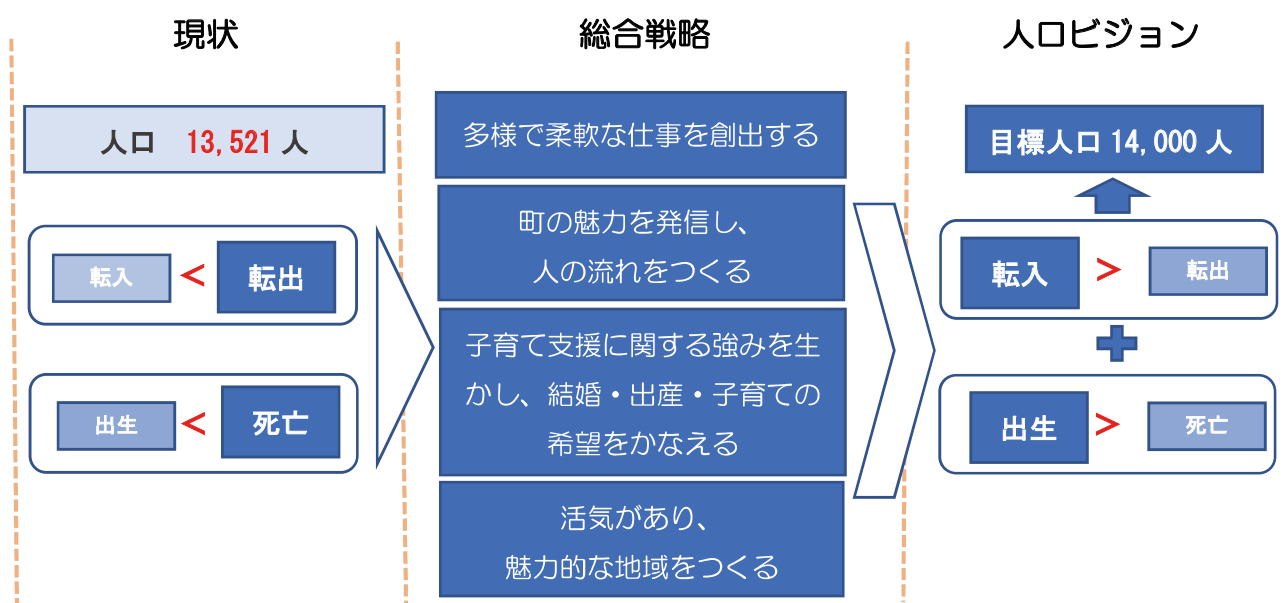 現状
人口 13,521 人
転入 < 転出
出生 < 死亡
総合戦略
多様で柔軟な仕事を創出する
町の魅力を発信し、
人の流れをつくる
子育て支援に関する強みを生
かし、結婚・出産・子育ての
希望をかなえる
活気があり、
魅力的な地域をつくる
人口ビジョン
目標人口 14,000 人
転入 > 転出
出生 > 死亡